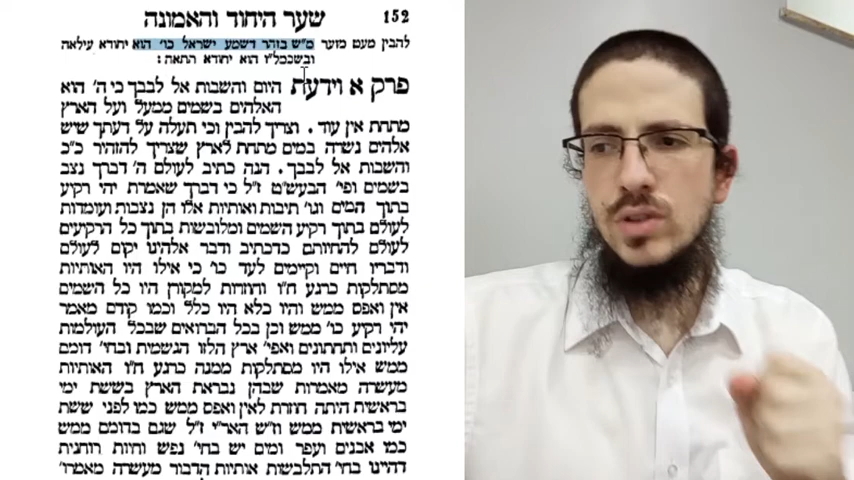 152
שער היחוד והאמונה
להבין מעט מזער מ"ש בזהר דשמע ישראל כו' הוא יחודא עילאה
ובשכמל"ו הוא יחודא תתאה :
פרק א וידעת היום והשבות אל לבבך כי ה' הוא
האלהים בשמים ממעל ועל הארץ
מתחת אין עוד . וצריך להבין וכי תעלה על דעתך שיש
אלהים נשרה במים מתחת לארץ שצריך להזהיר כ"כ
והשבות אל לבבך . הנה כתיב לעולם ה' דברך נצב
בשמים ופי' הבעש"ט ז"ל כי דברך שאמרת יהי רקיע
בתוך המים וגו' תיבות ואותיות אלו הן נצבות ועומדות
לעולם בתוך רקיע השמים ומלובשות בתוך כל הרקיעים
לעולם להחיותם כדכתיב ודבר אלהינו יקום לעולם
ודבריו חיים וקיימים לעד כו' כי אילו היו האותיות
מסתלקות כרגע ח"ו וחוזרות למקורן היו כל השמים
אין ואפס ממש והיו כלא היו כלל וכמו קודם מאמר
יהי רקיע כו' ממש וכן בכל הברואים שבכל העולמות
עליונים ותחתונים ואפי' ארץ הלזו הגשמית ובחי' דומם
ממש אילו היו מסתלקות ממנה כרגע ח"ו האותיות
מעשרה מאמרות שבהן נבראת הארץ בששת ימי
בראשית היתה חוזרת לאין ואפס ממש כמו לפני ששת
ימי בראשית ממש וז"ש האר"י ז"ל שגם בדומם ממש
כמו אבנים ועפר ומים יש בחי' נפש וחיות רוחנית
דהיינו בחי' התלבשות אותיות הדבור מעשרה מאמרו'